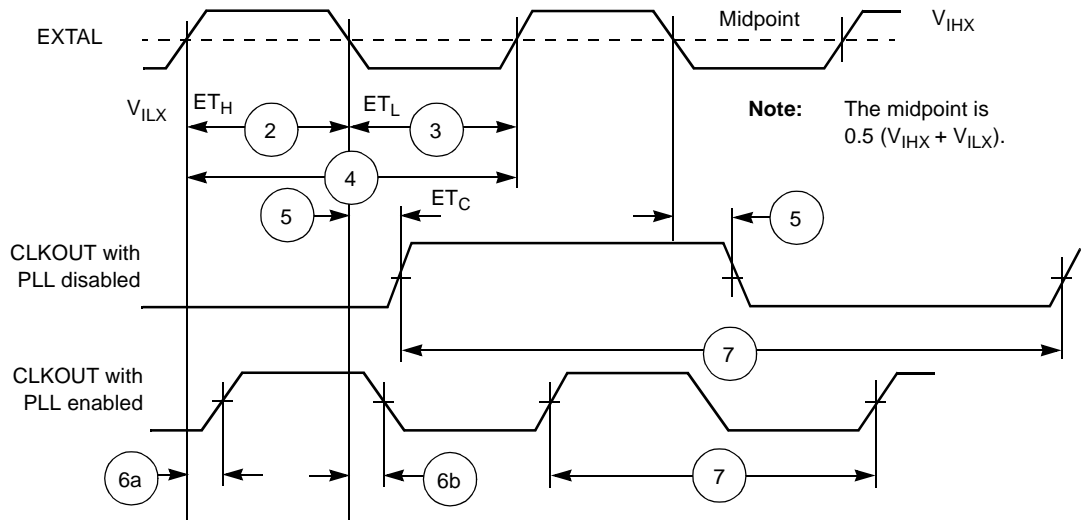 EXTAL
Midpoint
V_IHX
V_ILX
ET_H
ET_L
2
3
Note: The midpoint is
0.5 (V_IHX + V_ILX).
4
ET_C
5
5
CLKOUT with
PLL disabled
7
CLKOUT with
PLL enabled
6a
6b
7